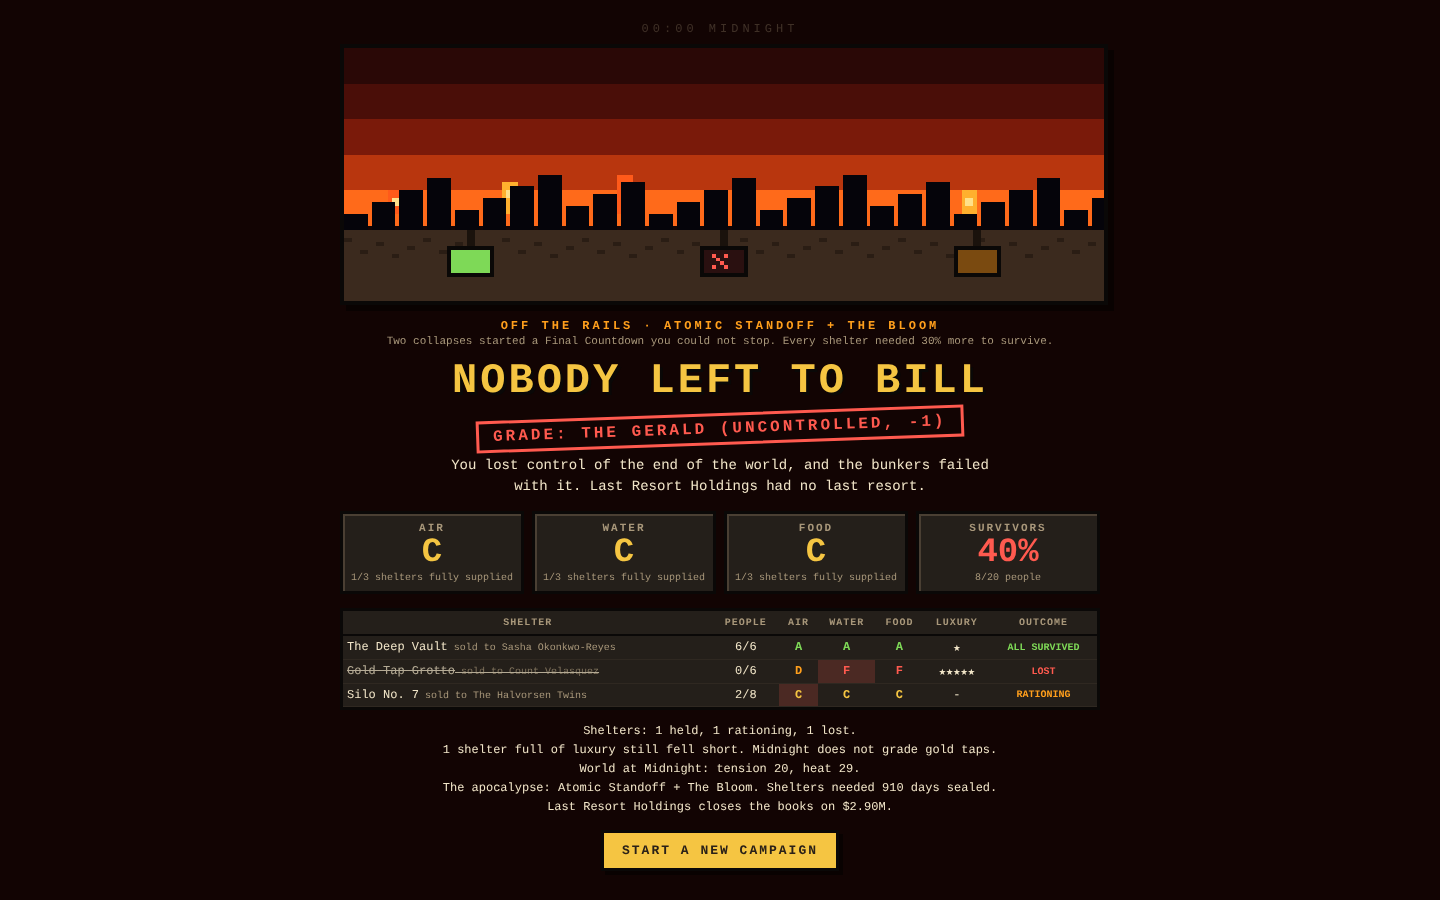 00:00 MIDNIGHT
OFF THE RAILS · ATOMIC STANDOFF + THE BLOOM
Two collapses started a Final Countdown you could not stop. Every shelter needed 30% more to survive.
NOBODY LEFT TO BILL
GRADE: THE GERALD (UNCONTROLLED, -1)
You lost control of the end of the world, and the bunkers failed
with it. Last Resort Holdings had no last resort.
AIR WATER FOOD SURVIVORS
C C C 40%
1/3 shelters fully supplied 1/3 shelters fully supplied 1/3 shelters fully supplied 8/20 people
SHELTER PEOPLE AIR WATER FOOD LUXURY OUTCOME
The Deep Vault sold to Sasha Okonkwo-Reyes 6/6 A A A ★ ALL SURVIVED
Gold Tap Grotto sold to Count Velasquez 0/6 D F F ★★★★★ LOST
Silo No. 7 sold to The Halvorsen Twins 2/8 C C C - RATIONING
Shelters: 1 held, 1 rationing, 1 lost.
1 shelter full of luxury still fell short. Midnight does not grade gold taps.
World at Midnight: tension 20, heat 29.
The apocalypse: Atomic Standoff + The Bloom. Shelters needed 910 days sealed.
Last Resort Holdings closes the books on $2.90M.
START A NEW CAMPAIGN